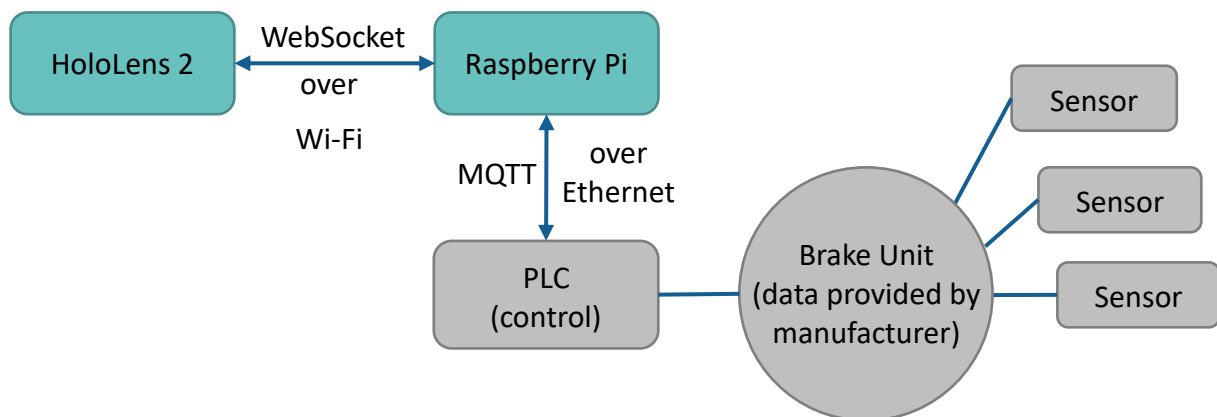 HoloLens 2
WebSocket
over
Wi-Fi
Raspberry Pi
MQTT
over
Ethernet
PLC
(control)
Brake Unit
(data provided by
manufacturer)
Sensor
Sensor
Sensor